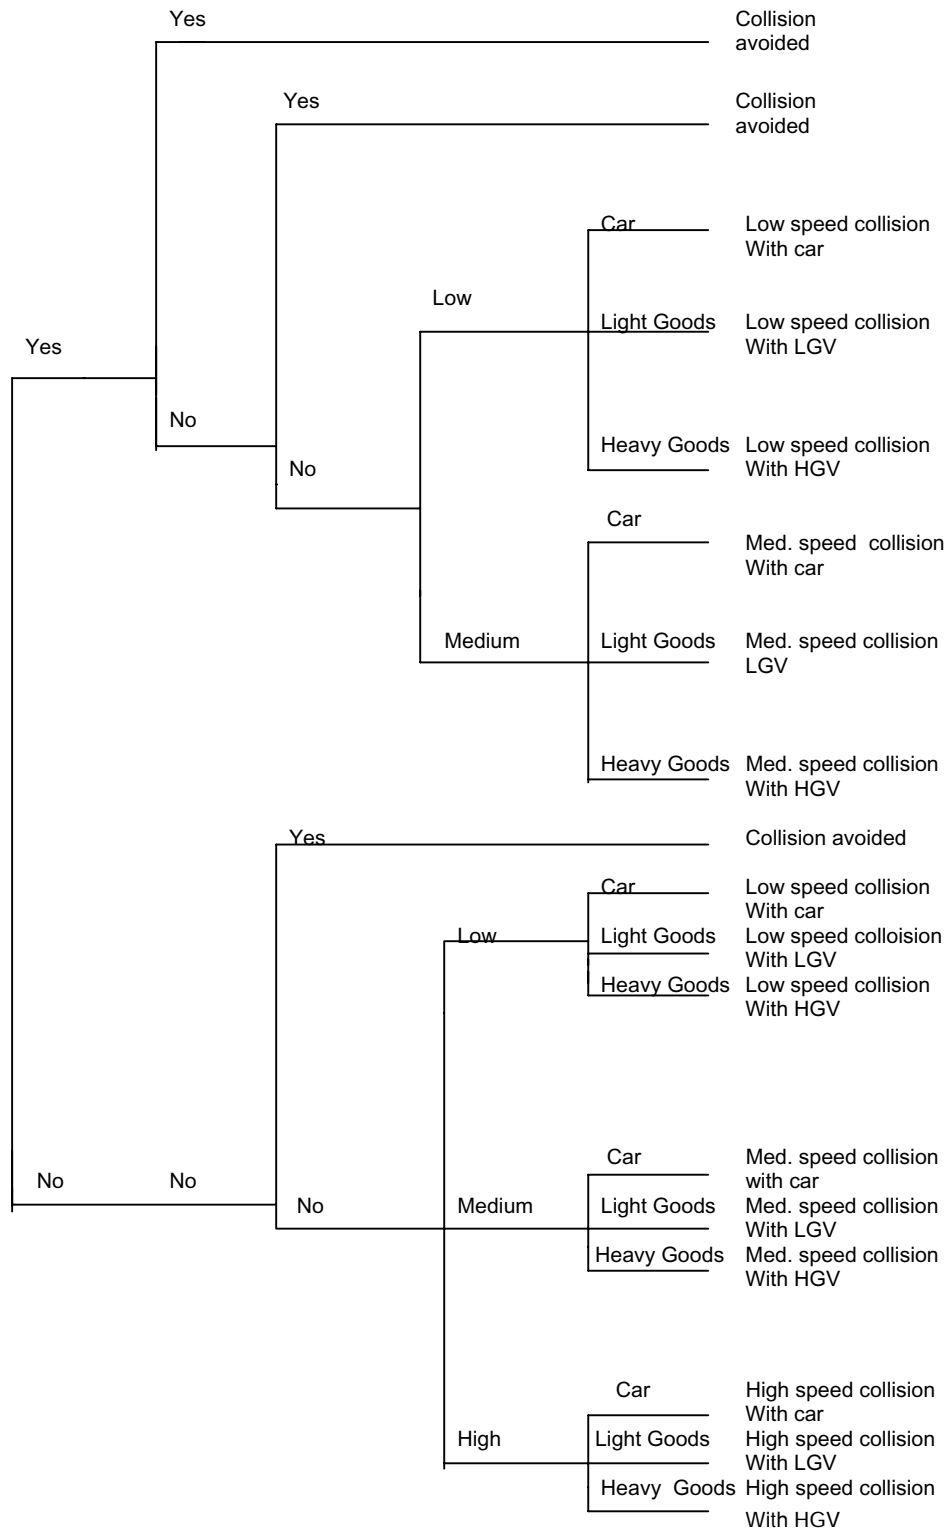 Yes
Collision
avoided
Yes
Collision
avoided
Car
Low speed collision
With car
Low
Light Goods
Low speed collision
With LGV
Yes
No
Heavy Goods
Low speed collision
With HGV
No
Car
Med. speed  collision
With car
Medium
Light Goods
Med. speed collision
LGV
Heavy Goods
Med. speed collision
With HGV
Yes
Collision avoided
Car
Low speed collision
With car
Low
Light Goods
Low speed colloision
With LGV
Heavy Goods
Low speed collision
With HGV
Car
Med. speed collision
with car
No
No
No
Medium
Light Goods
Med. speed collision
With LGV
Heavy Goods
Med. speed collision
With HGV
Car
High speed collision
With car
High
Light Goods
High speed collision
With LGV
Heavy  Goods
High speed collision
With HGV